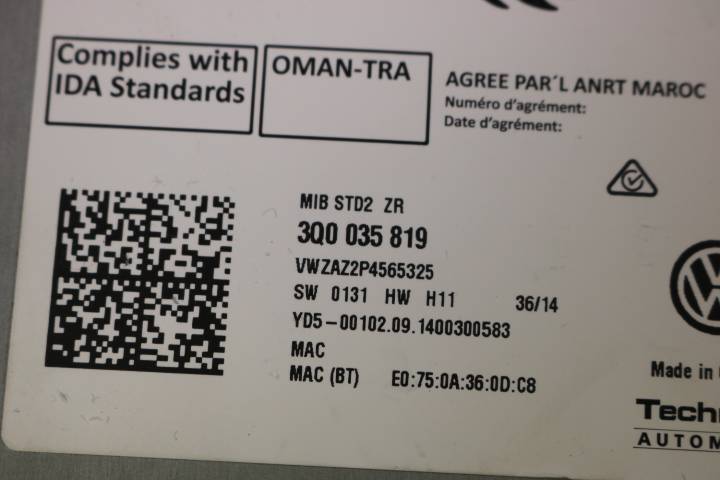 Complies with
IDA Standards
OMAN-TRA
AGREE PAR´L ANRT MAROC
Numéro d'agrément:
Date d'agrément:
MIB STD2 ZR
3Q0 035 819
VWZAZ2P4565325
SW 0131 HW H11 36/14
YD5-00102.09.1400300583
MAC
MAC (BT) E0:75:0A:36:0D:C8
Made in